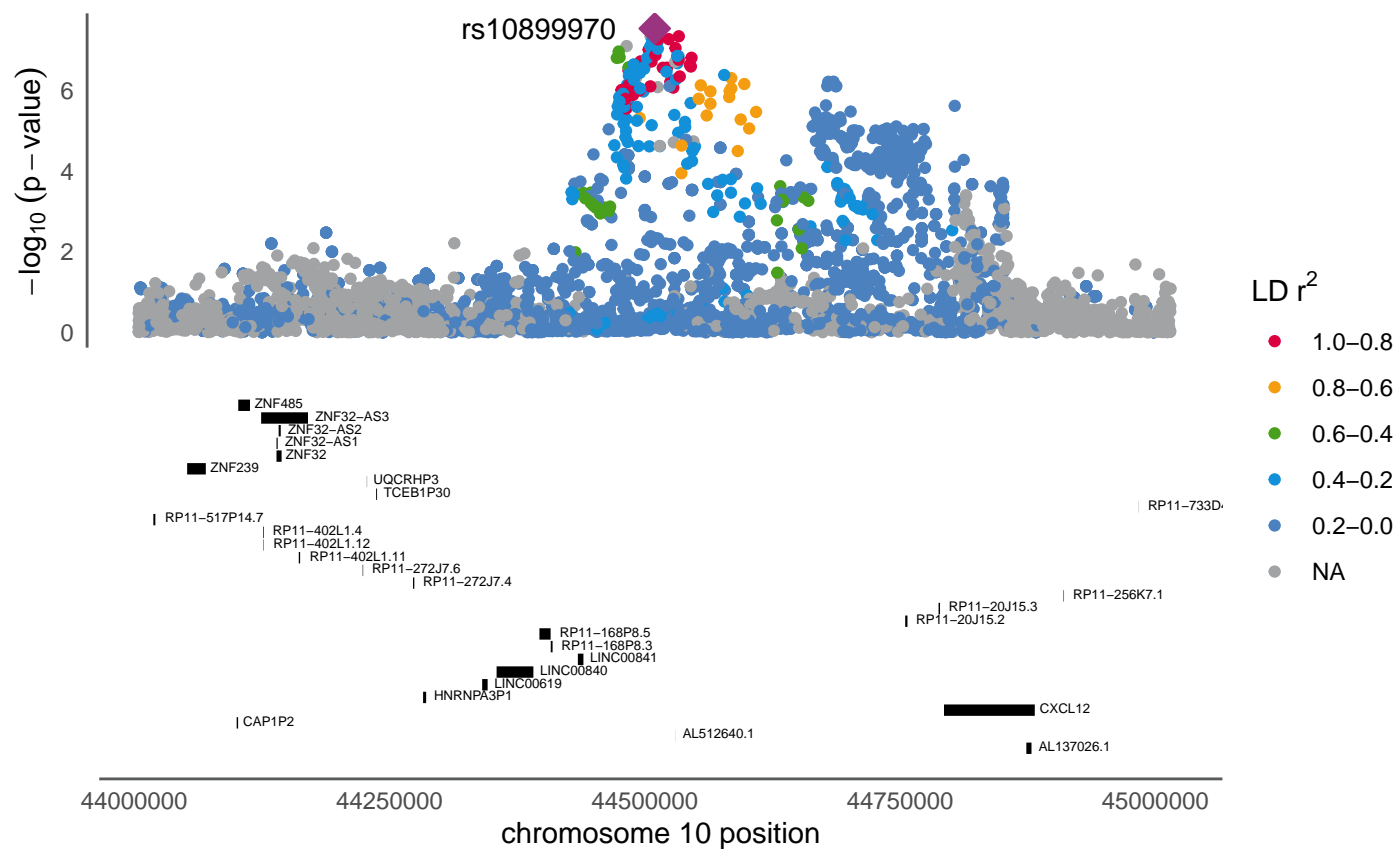 rs10899970
−log10 (p − value)
6
4
2
0
LD r2
1.0−0.8
0.8−0.6
0.6−0.4
0.4−0.2
0.2−0.0
NA
ZNF485
ZNF32−AS3
ZNF32−AS2
ZNF32−AS1
ZNF32
ZNF239
UQCRHP3
TCEB1P30
RP11−733D4
RP11−517P14.7
RP11−402L1.4
RP11−402L1.12
RP11−402L1.11
RP11−272J7.6
RP11−272J7.4
RP11−256K7.1
RP11−20J15.3
RP11−20J15.2
RP11−168P8.5
RP11−168P8.3
LINC00841
LINC00840
LINC00619
HNRNPA3P1
CXCL12
CAP1P2
AL512640.1
AL137026.1
44000000 44250000 44500000 44750000 45000000
chromosome 10 position